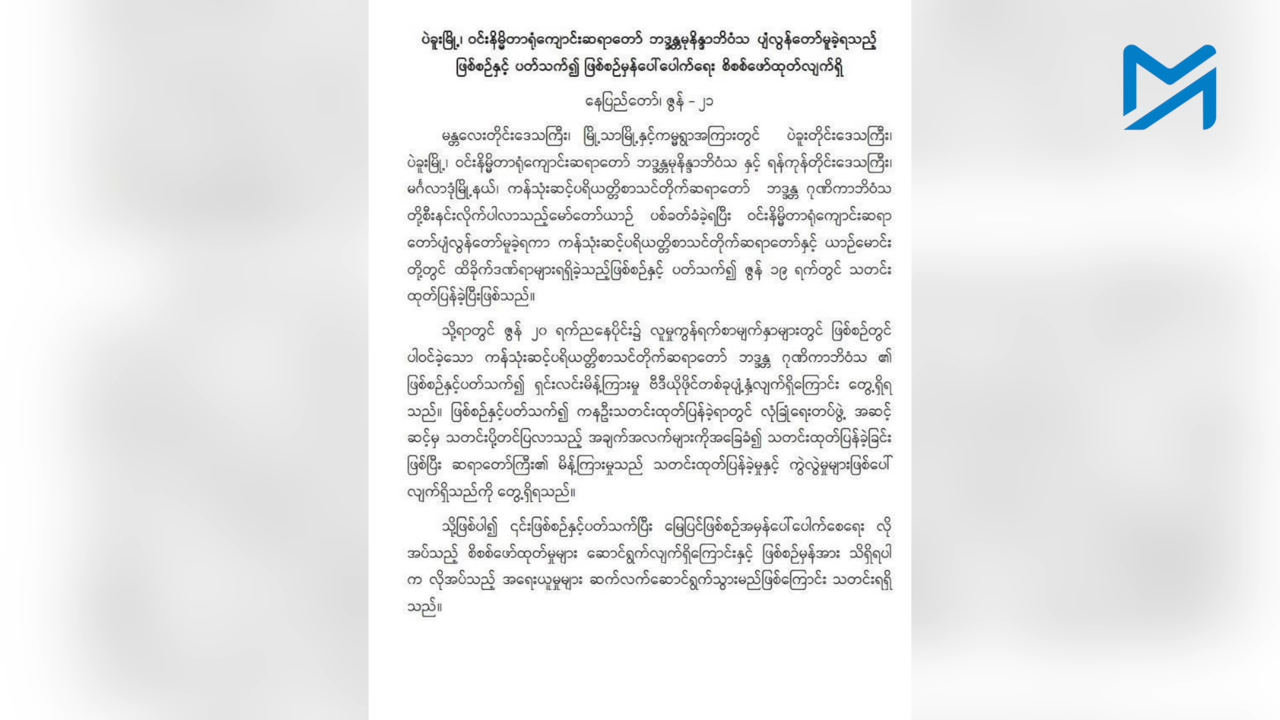 ပဲခူးမြို့၊ ဝင်းနိမ္မိတာရုံကျောင်းဆရာတော် ဘဒ္ဒန္တမုနိန္ဒာဘိဝံသ ပျံလွန်တော်မူခဲ့ရသည့်
ဖြစ်စဉ်နှင့် ပတ်သက်၍ ဖြစ်စဉ်မှန်ပေါ်ပေါက်ရေး စိစစ်ဖော်ထုတ်လျက်ရှိ
နေပြည်တော်၊ ဇွန် – ၂၁
မန္တလေးတိုင်းဒေသကြီး၊ မြို့သာမြို့နှင့်ကမ္မရွာအကြားတွင် ပဲခူးတိုင်းဒေသကြီး၊
ပဲခူးမြို့၊ ဝင်းနိမ္မိတာရုံကျောင်းဆရာတော် ဘဒ္ဒန္တမုနိန္ဒာဘိဝံသ နှင့် ရန်ကုန်တိုင်းဒေသကြီး၊
မင်္ဂလာဒုံမြို့နယ်၊ ကန်သုံးဆင့်ပရိယတ္တိစာသင်တိုက်ဆရာတော် ဘဒ္ဒန္တ ဂုဏိကာဘိဝံသ
တို့စီးနင်းလိုက်ပါလာသည့်မော်တော်ယာဉ် ပစ်ခတ်ခံခဲ့ရပြီး ဝင်းနိမ္မိတာရုံကျောင်းဆရာ
တော်ပျံလွန်တော်မူခဲ့ရကာ ကန်သုံးဆင့်ပရိယတ္တိစာသင်တိုက်ဆရာတော်နှင့် ယာဉ်မောင်း
တို့တွင် ထိခိုက်ဒဏ်ရာများရရှိခဲ့သည့်ဖြစ်စဉ်နှင့် ပတ်သက်၍ ဇွန် ၁၉ ရက်တွင် သတင်း
ထုတ်ပြန်ခဲ့ပြီးဖြစ်သည်။
သို့ရာတွင် ဇွန် ၂၀ ရက်ညနေပိုင်း၌ လူမှုကွန်ရက်စာမျက်နှာများတွင် ဖြစ်စဉ်တွင်
ပါဝင်ခဲ့သော ကန်သုံးဆင့်ပရိယတ္တိစာသင်တိုက်ဆရာတော် ဘဒ္ဒန္တ ဂုဏိကာဘိဝံသ ၏
ဖြစ်စဉ်နှင့်ပတ်သက်၍ ရှင်းလင်းမိန့်ကြားမှု ဗီဒီယိုဖိုင်တစ်ခုပျံ့နှံ့လျက်ရှိကြောင်း တွေ့ရှိရ
သည်။ ဖြစ်စဉ်နှင့်ပတ်သက်၍ ကနဦးသတင်းထုတ်ပြန်ခဲ့ရာတွင် လုံခြုံရေးတပ်ဖွဲ့ အဆင့်
ဆင့်မှ သတင်းပို့တင်ပြလာသည့် အချက်အလက်များကိုအခြေခံ၍ သတင်းထုတ်ပြန်ခဲ့ခြင်း
ဖြစ်ပြီး ဆရာတော်ကြီး၏ မိန့်ကြားမှုသည် သတင်းထုတ်ပြန်ခဲ့မှုနှင့် ကွဲလွဲမှုများဖြစ်ပေါ်
လျက်ရှိသည်ကို တွေ့ရှိရသည်။
သို့ဖြစ်ပါ၍ ၎င်းဖြစ်စဉ်နှင့်ပတ်သက်ပြီး မြေပြင်ဖြစ်စဉ်အမှန်ပေါ်ပေါက်စေရေး လို
အပ်သည့် စိစစ်ဖော်ထုတ်မှုများ ဆောင်ရွက်လျက်ရှိကြောင်းနှင့် ဖြစ်စဉ်မှန်အား သိရှိရပါ
က လိုအပ်သည့် အရေးယူမှုများ ဆက်လက်ဆောင်ရွက်သွားမည်ဖြစ်ကြောင်း သတင်းရရှိ
သည်။